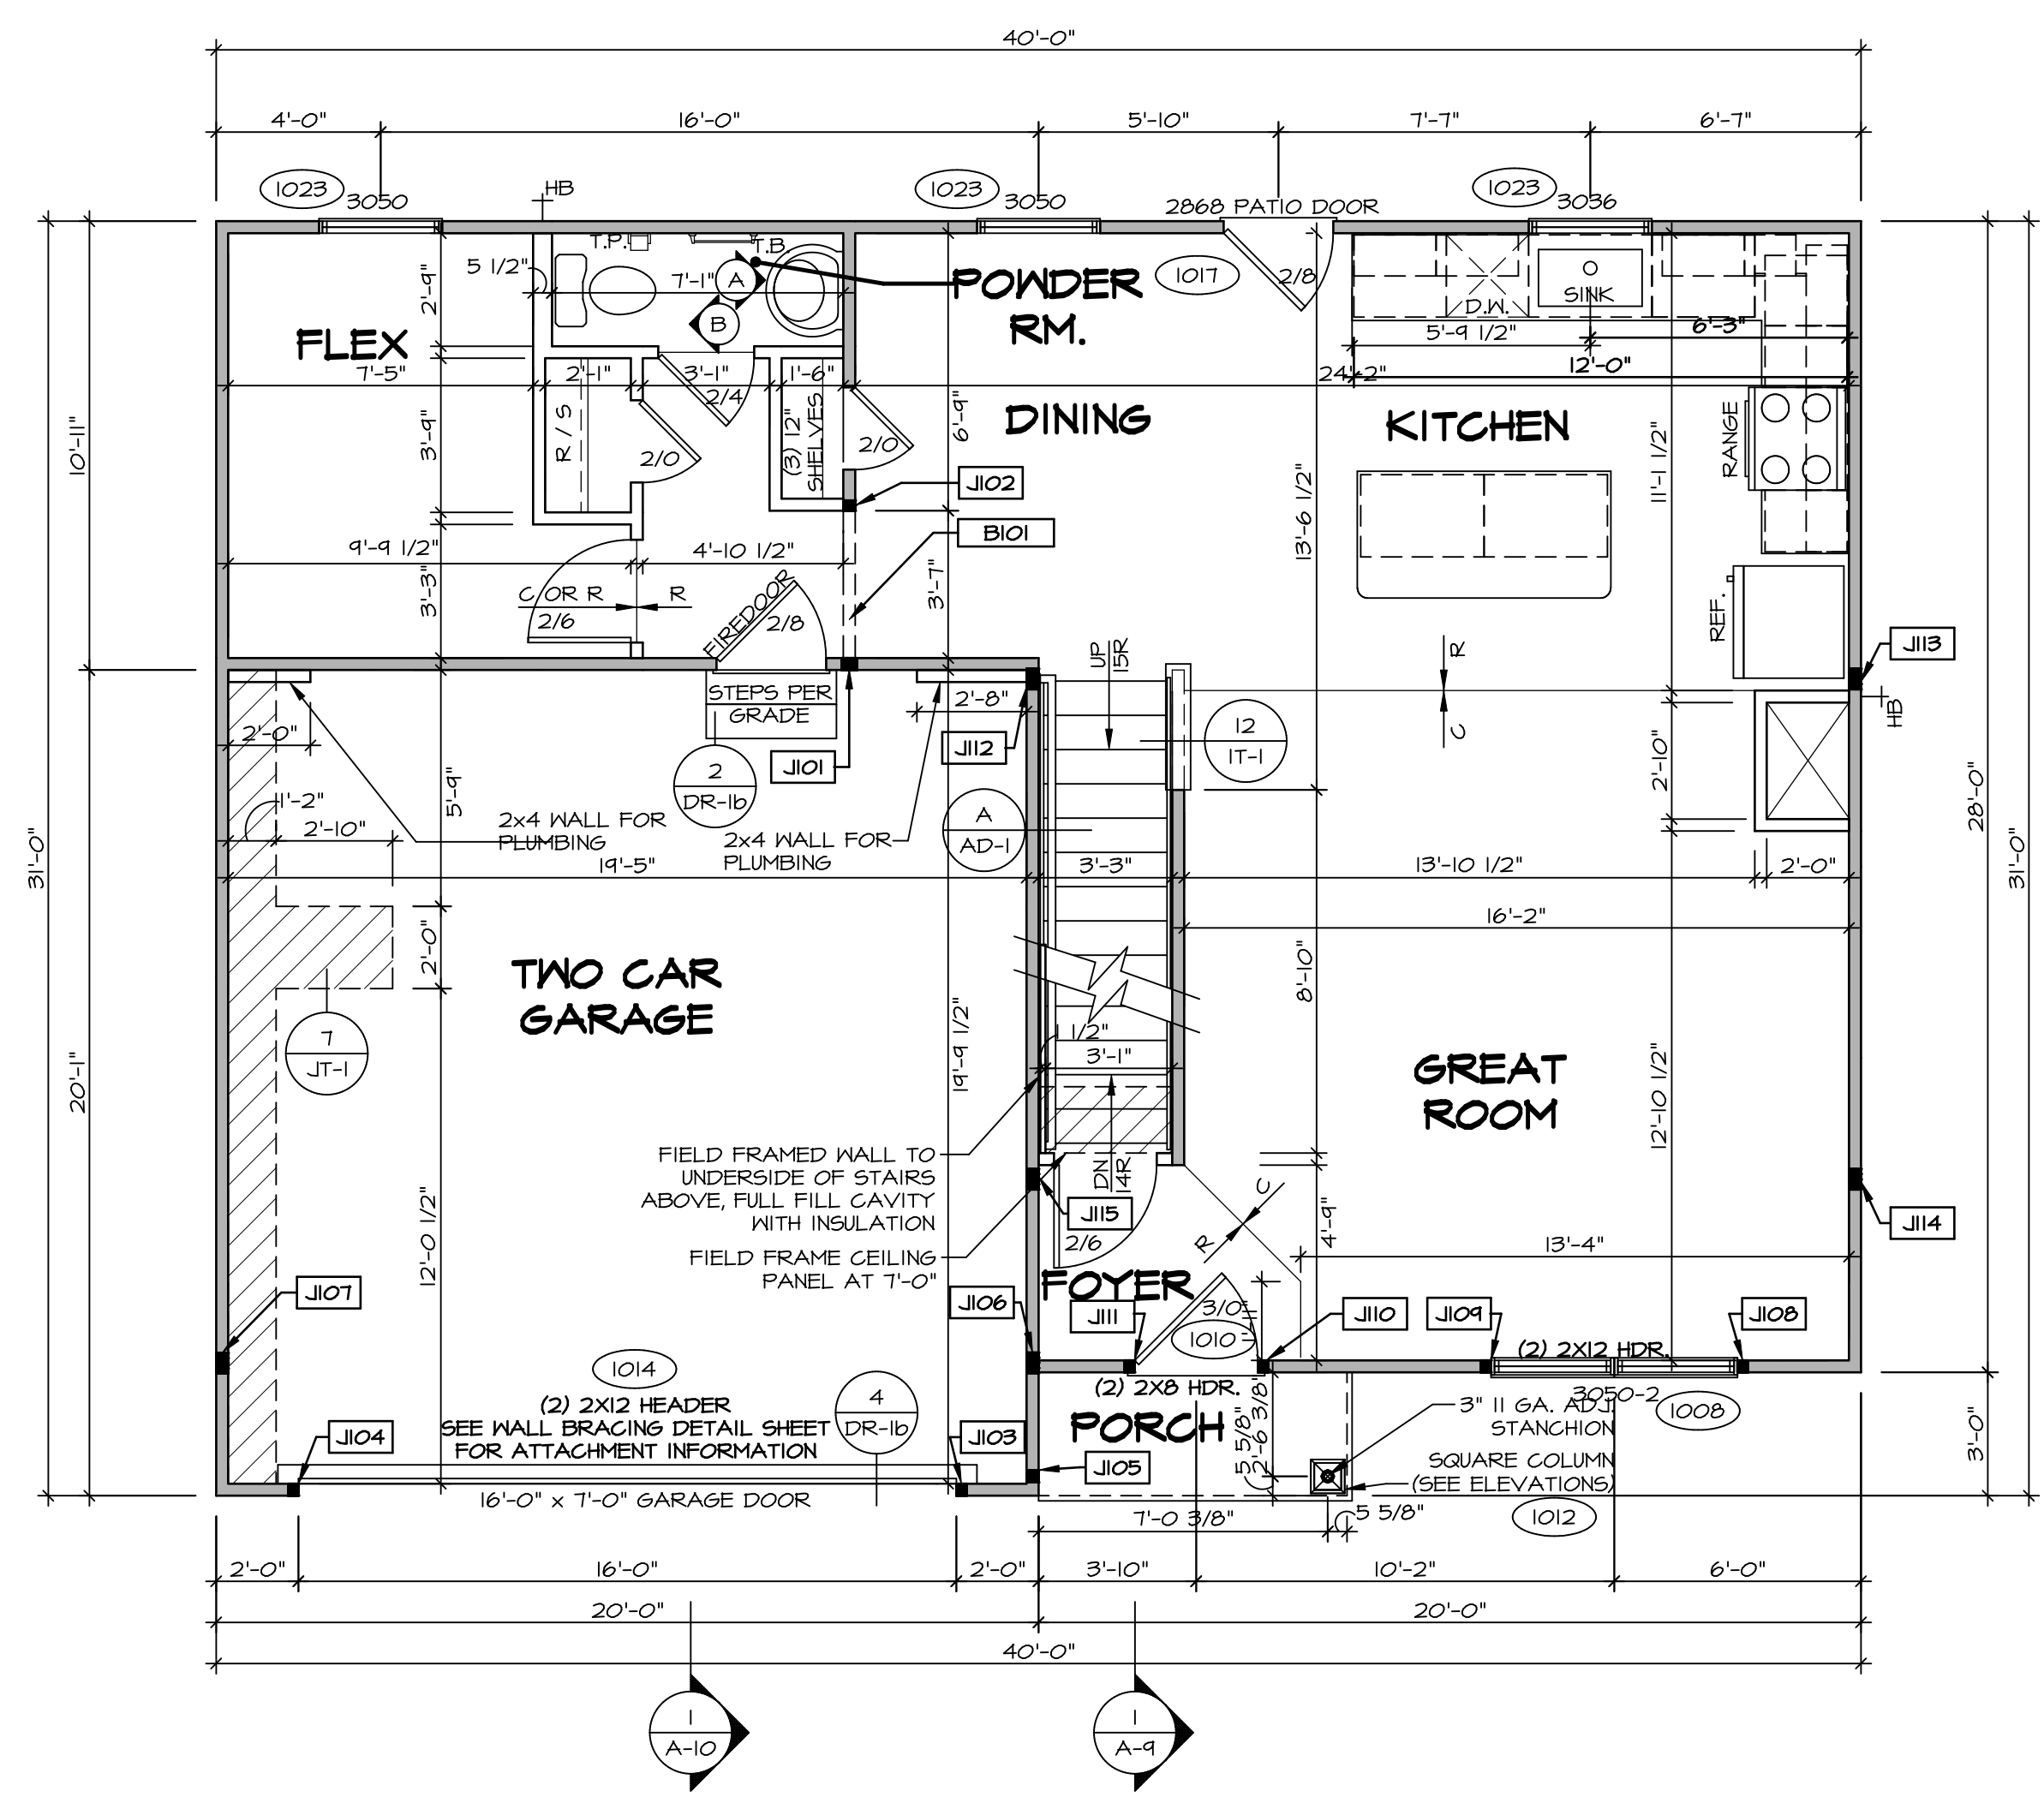 40'-0"
4'-0"
16'-0"
5'-10"
7'-7"
6'-7"
1023
3050
HB
1023
3050
2868 PATIO DOOR
1023
3036
T.P.
T.B.
5 1/2"
7'-1"
A
B
POWDER
RM.
1017
2/8
D.W.
SINK
2'-9"
FLEX
5'-9 1/2"
6'-3"
7'-5"
2'-1"
3'-1"
1'-6"
24'-2"
12'-0"
2/4
DINING
KITCHEN
10'-11"
3'-9"
R / S
2/0
(3) 12"
SHELVES
2/0
6'-9"
RANGE
11'-1 1/2"
13'-6 1/2"
J102
B101
9'-9 1/2"
4'-10 1/2"
3'-3"
C OR R
R
2/6
FIREDOOR
2/8
3'-7"
REF.
J113
UP
15R
R
C
HB
STEPS PER
GRADE
2'-8"
2'-0"
J112
J101
12
IT-1
2
DR-1b
5'-9"
2'-10"
28'-0"
31'-0"
31'-0"
1'-2"
2'-10"
2x4 WALL FOR
PLUMBING
2x4 WALL FOR
PLUMBING
A
AD-1
19'-5"
3'-3"
13'-10 1/2"
2'-0"
16'-2"
2'-0"
TWO CAR
GARAGE
8'-10"
19'-9 1/2"
20'-1"
7
JT-1
1 1/2"
3'-1"
GREAT
ROOM
12'-10 1/2"
FIELD FRAMED WALL TO
UNDERSIDE OF STAIRS
ABOVE, FULL FILL CAVITY
WITH INSULATION
DN
14R
C
R
J115
J114
2/6
4'-9"
13'-4"
12'-0 1/2"
FIELD FRAME CEILING
PANEL AT 7'-0"
FOYER
J107
J106
J111
3/0
1010
J110
J109
J108
(2) 2X12 HDR.
1014
(2) 2X12 HEADER
SEE WALL BRACING DETAIL SHEET
FOR ATTACHMENT INFORMATION
4
DR-1b
(2) 2X8 HDR.
PORCH
3050-2
1008
3" 11 GA. ADJ.
STANCHION
2'-6 3/8"
5 5/8"
SQUARE COLUMN
(SEE ELEVATIONS)
3'-0"
J104
J103
J105
16'-0" x 7'-0" GARAGE DOOR
7'-0 3/8"
5 5/8"
1012
2'-0"
16'-0"
2'-0"
3'-10"
10'-2"
6'-0"
20'-0"
20'-0"
40'-0"
1
A-10
1
A-9